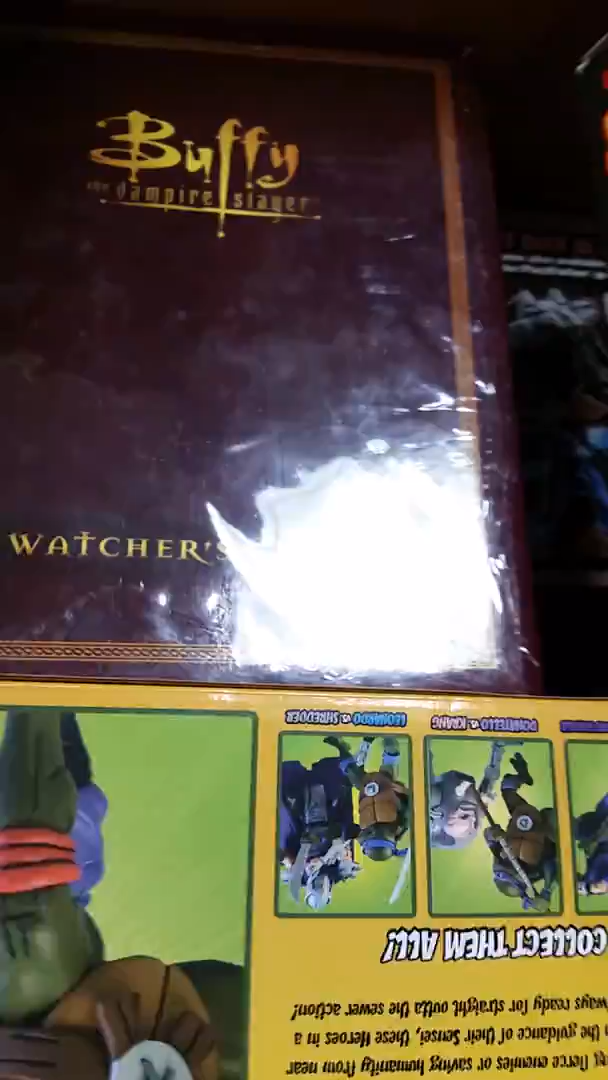 Buffy
the vampire slayer
WATCHER'S
LEONARDO vs SHREDDER
DONATELLO vs KRANG
COLLECT THEM ALL!
fierce enemies or saving humanity from near
the guidance of their Sensei, these Heroes in a
ways ready for straight outta the sewer action!